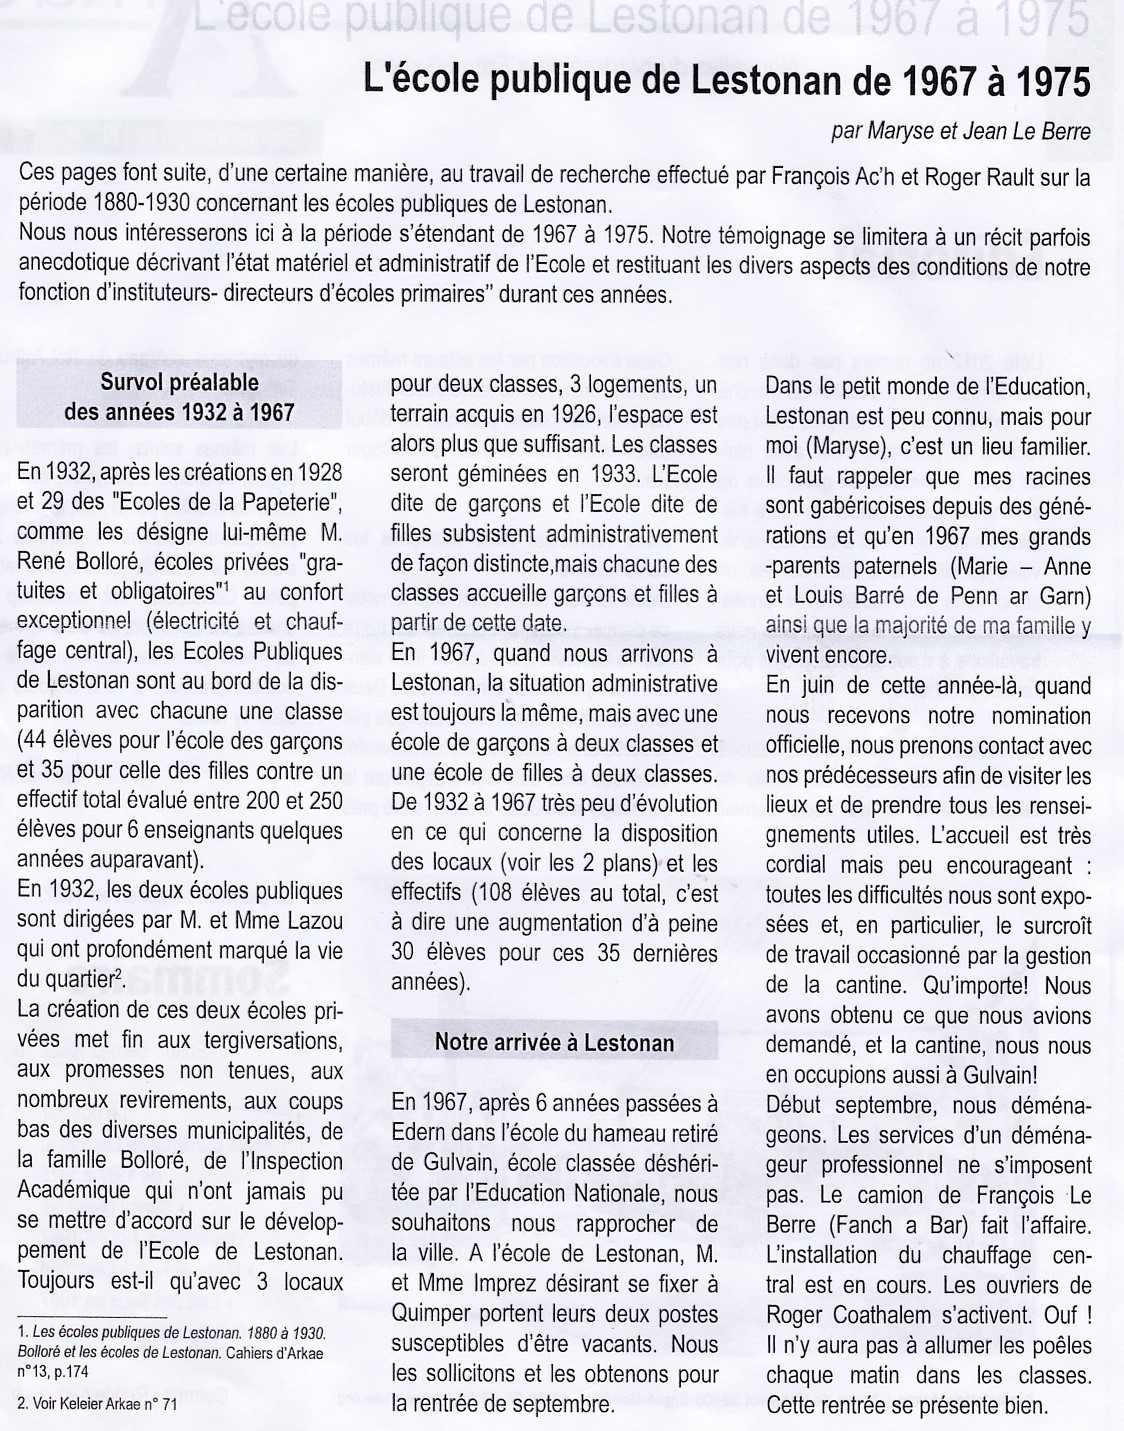 L'école publique de Lestonan de 1967 à 1975
L'école publique de Lestonan de 1967 à 1975
par Maryse et Jean Le Berre
Ces pages font suite, d'une certaine manière, au travail de recherche effectué par François Ac'h et Roger Rault sur la
période 1880-1930 concernant les écoles publiques de Lestonan.
Nous nous intéresserons ici à la période s'étendant de 1967 à 1975. Notre témoignage se limitera à un récit parfois
anecdotique décrivant l'état matériel et administratif de l'Ecole et restituant les divers aspects des conditions de notre
fonction d'instituteurs- directeurs d'écoles primaires" durant ces années.
Survol préalable
des années 1932 à 1967
En 1932, après les créations en 1928
et 29 des "Ecoles de la Papeterie",
comme les désigne lui-même M.
René Bolloré, écoles privées "gra-
tuites et obligatoires"1 au confort
exceptionnel (électricité et chauf-
fage central), les Ecoles Publiques
de Lestonan sont au bord de la dis-
parition avec chacune une classe
(44 élèves pour l'école des garçons
et 35 pour celle des filles contre un
effectif total évalué entre 200 et 250
élèves pour 6 enseignants quelques
années auparavant).
En 1932, les deux écoles publiques
sont dirigées par M. et Mme Lazou
qui ont profondément marqué la vie
du quartier2.
La création de ces deux écoles pri-
vées met fin aux tergiversations,
aux promesses non tenues, aux
nombreux revirements, aux coups
bas des diverses municipalités, de
la famille Bolloré, de l'Inspection
Académique qui n'ont jamais pu
se mettre d'accord sur le dévelop-
pement de l'Ecole de Lestonan.
Toujours est-il qu'avec 3 locaux
1. Les écoles publiques de Lestonan. 1880 à 1930.
Bolloré et les écoles de Lestonan. Cahiers d'Arkae
n°13, p.174
2. Voir Keleier Arkae n° 71
pour deux classes, 3 logements, un
terrain acquis en 1926, l'espace est
alors plus que suffisant. Les classes
seront géminées en 1933. L'Ecole
dite de garçons et l'Ecole dite de
filles subsistent administrativement
de façon distincte,mais chacune des
classes accueille garçons et filles à
partir de cette date.
En 1967, quand nous arrivons à
Lestonan, la situation administrative
est toujours la même, mais avec une
école de garçons à deux classes et
une école de filles à deux classes.
De 1932 à 1967 très peu d'évolution
en ce qui concerne la disposition
des locaux (voir les 2 plans) et les
effectifs (108 élèves au total, c'est
à dire une augmentation d'à peine
30 élèves pour ces 35 dernières
années).
Notre arrivée à Lestonan
En 1967, après 6 années passées à
Edern dans l'école du hameau retiré
de Gulvain, école classée déshéri-
tée par l'Education Nationale, nous
souhaitons nous rapprocher de
la ville. A l'école de Lestonan, M.
et Mme Imprez désirant se fixer à
Quimper portent leurs deux postes
susceptibles d'être vacants. Nous
les sollicitons et les obtenons pour
la rentrée de septembre.
Dans le petit monde de l'Education,
Lestonan est peu connu, mais pour
moi (Maryse), c'est un lieu familier.
Il faut rappeler que mes racines
sont gabéricoises depuis des géné-
rations et qu'en 1967 mes grands
-parents paternels (Marie – Anne
et Louis Barré de Penn ar Garn)
ainsi que la majorité de ma famille y
vivent encore.
En juin de cette année-là, quand
nous recevons notre nomination
officielle, nous prenons contact avec
nos prédécesseurs afin de visiter les
lieux et de prendre tous les rensei-
gnements utiles. L'accueil est très
cordial mais peu encourageant :
toutes les difficultés nous sont expo-
sées et, en particulier, le surcroît
de travail occasionné par la gestion
de la cantine. Qu'importe! Nous
avons obtenu ce que nous avions
demandé, et la cantine, nous nous
en occupions aussi à Gulvain!
Début septembre, nous déména-
geons. Les services d'un déména-
geur professionnel ne s'imposent
pas. Le camion de François Le
Berre (Fanch a Bar) fait l'affaire.
L'installation du chauffage cen-
tral est en cours. Les ouvriers de
Roger Coathalem s'activent. Ouf !
Il n'y aura pas à allumer les poêles
chaque matin dans les classes.
Cette rentrée se présente bien.